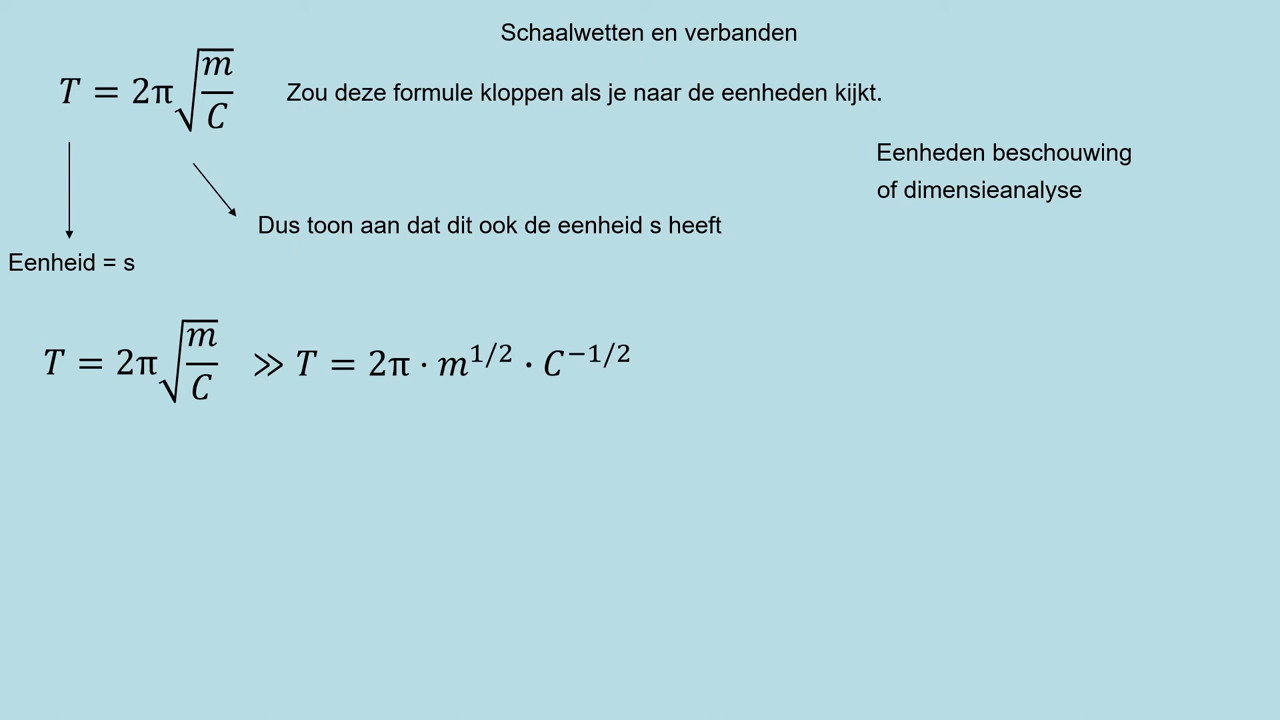 Schaalwetten en verbanden
T = 2π√(m/C) Zou deze formule kloppen als je naar de eenheden kijkt.
Eenheden beschouwing
of dimensieanalyse
Dus toon aan dat dit ook de eenheid s heeft
Eenheid = s
T = 2π√(m/C) ≫ T = 2π · m^{1/2} · C^{−1/2}